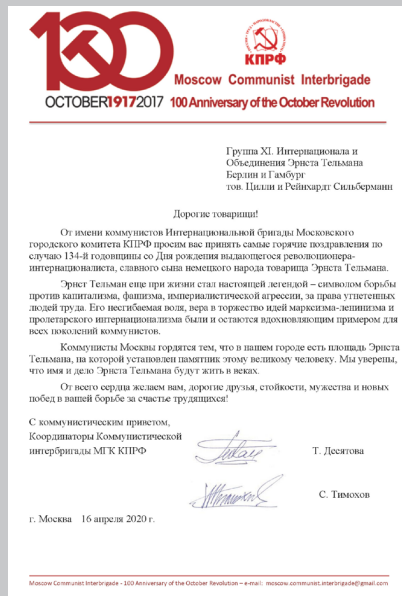 100
КПРФ
Moscow Communist Interbrigade
OCTOBER19172017 100 Anniversary of the October Revolution
Группа XI. Интернационала и
Объединения Эрнста Тельмана
Берлин и Гамбург
тов. Цилли и Рейнхардт Сильберманн
Дорогие товарищи!
От имени коммунистов Интернациональной бригады Московского
городского комитета КПРФ просим вас принять самые горячие поздравления по
случаю 134-й годовщины со Дня рождения выдающегося революционера-
интернационалиста, славного сына немецкого народа товарища Эрнста Тельмана.
Эрнст Тельман еще при жизни стал настоящей легендой – символом борьбы
против капитализма, фашизма, империалистической агрессии, за права угнетенных
людей труда. Его несгибаемая воля, вера в торжество идей марксизма-ленинизма и
пролетарского интернационализма были и остаются вдохновляющим примером для
всех поколений коммунистов.
Коммунисты Москвы гордятся тем, что в нашем городе есть площадь Эрнста
Тельмана, на которой установлен памятник этому великому человеку. Мы уверены,
что имя и дело Эрнста Тельмана будут жить в веках.
От всего сердца желаем вам, дорогие друзья, стойкости, мужества и новых
побед в вашей борьбе за счастье трудящихся!
С коммунистическим приветом,
Координаторы Коммунистической
интербригады МГК КПРФ
Т. Десятова
С. Тимохов
г. Москва 16 апреля 2020 г.
Moscow Communist Interbrigade - 100 Anniversary of the October Revolution – e-mail: moscow.communist.interbrigade@gmail.com